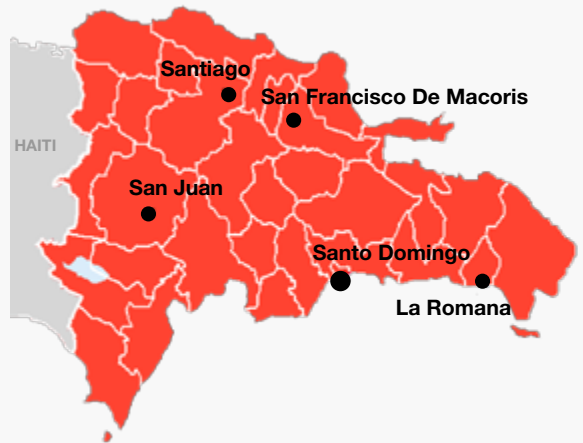 Santiago
San Francisco De Macoris
HAITI
San Juan
Santo Domingo
La Romana